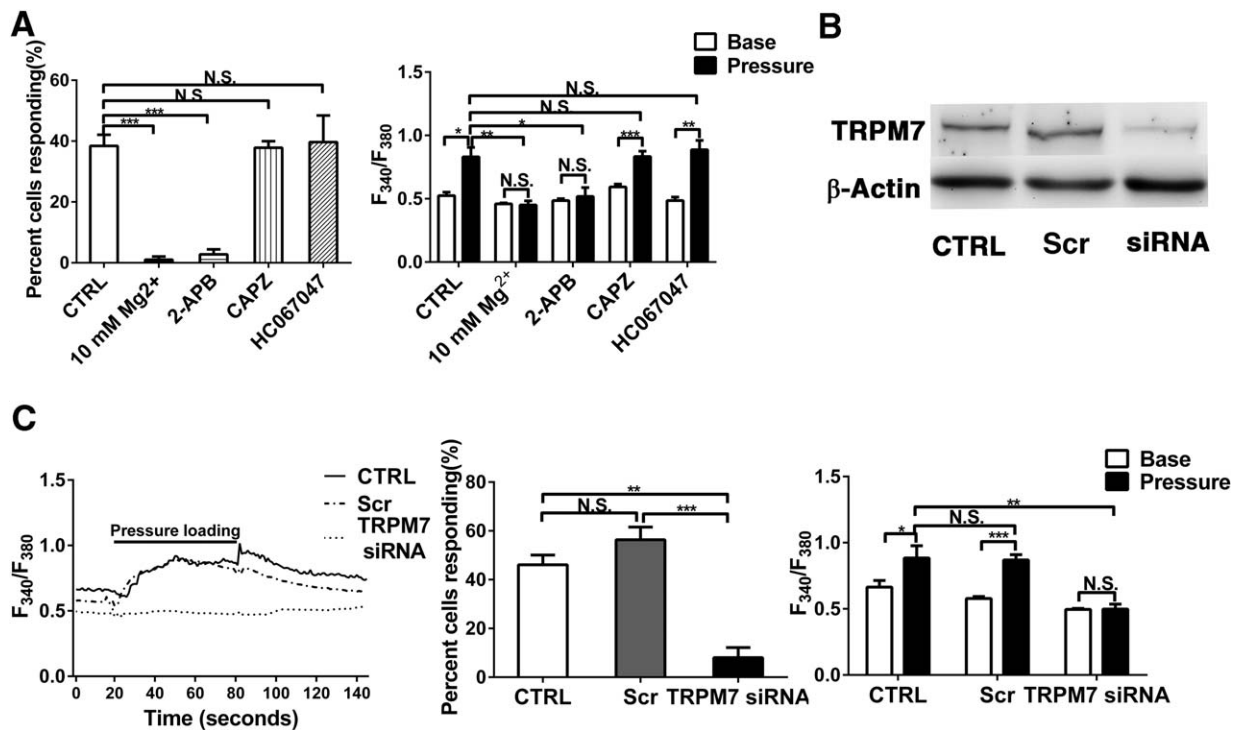 A
Percent cells responding(%)
60
40
20
0
N.S.
N.S
***
***
CTRL
10 mM Mg2+
2-APB
CAPZ
HC067047
Base
Pressure
F340/F380
1.5
1.0
0.5
0.0
N.S.
N.S
*
*
**
***
**
N.S.
N.S.
CTRL
10 mM Mg2+
2-APB
CAPZ
HC067047
B
TRPM7
β-Actin
CTRL
Scr
siRNA
C
F340/F380
1.5
1.0
0.5
0.0
Pressure loading
CTRL
Scr
TRPM7
siRNA
0
20
40
60
80
100
120
140
Time (seconds)
Percent cells responding(%)
80
60
40
20
0
**
N.S.
***
CTRL
Scr
TRPM7 siRNA
Base
Pressure
F340/F380
1.5
1.0
0.5
0.0
**
N.S.
*
***
N.S.
CTRL
Scr
TRPM7 siRNA